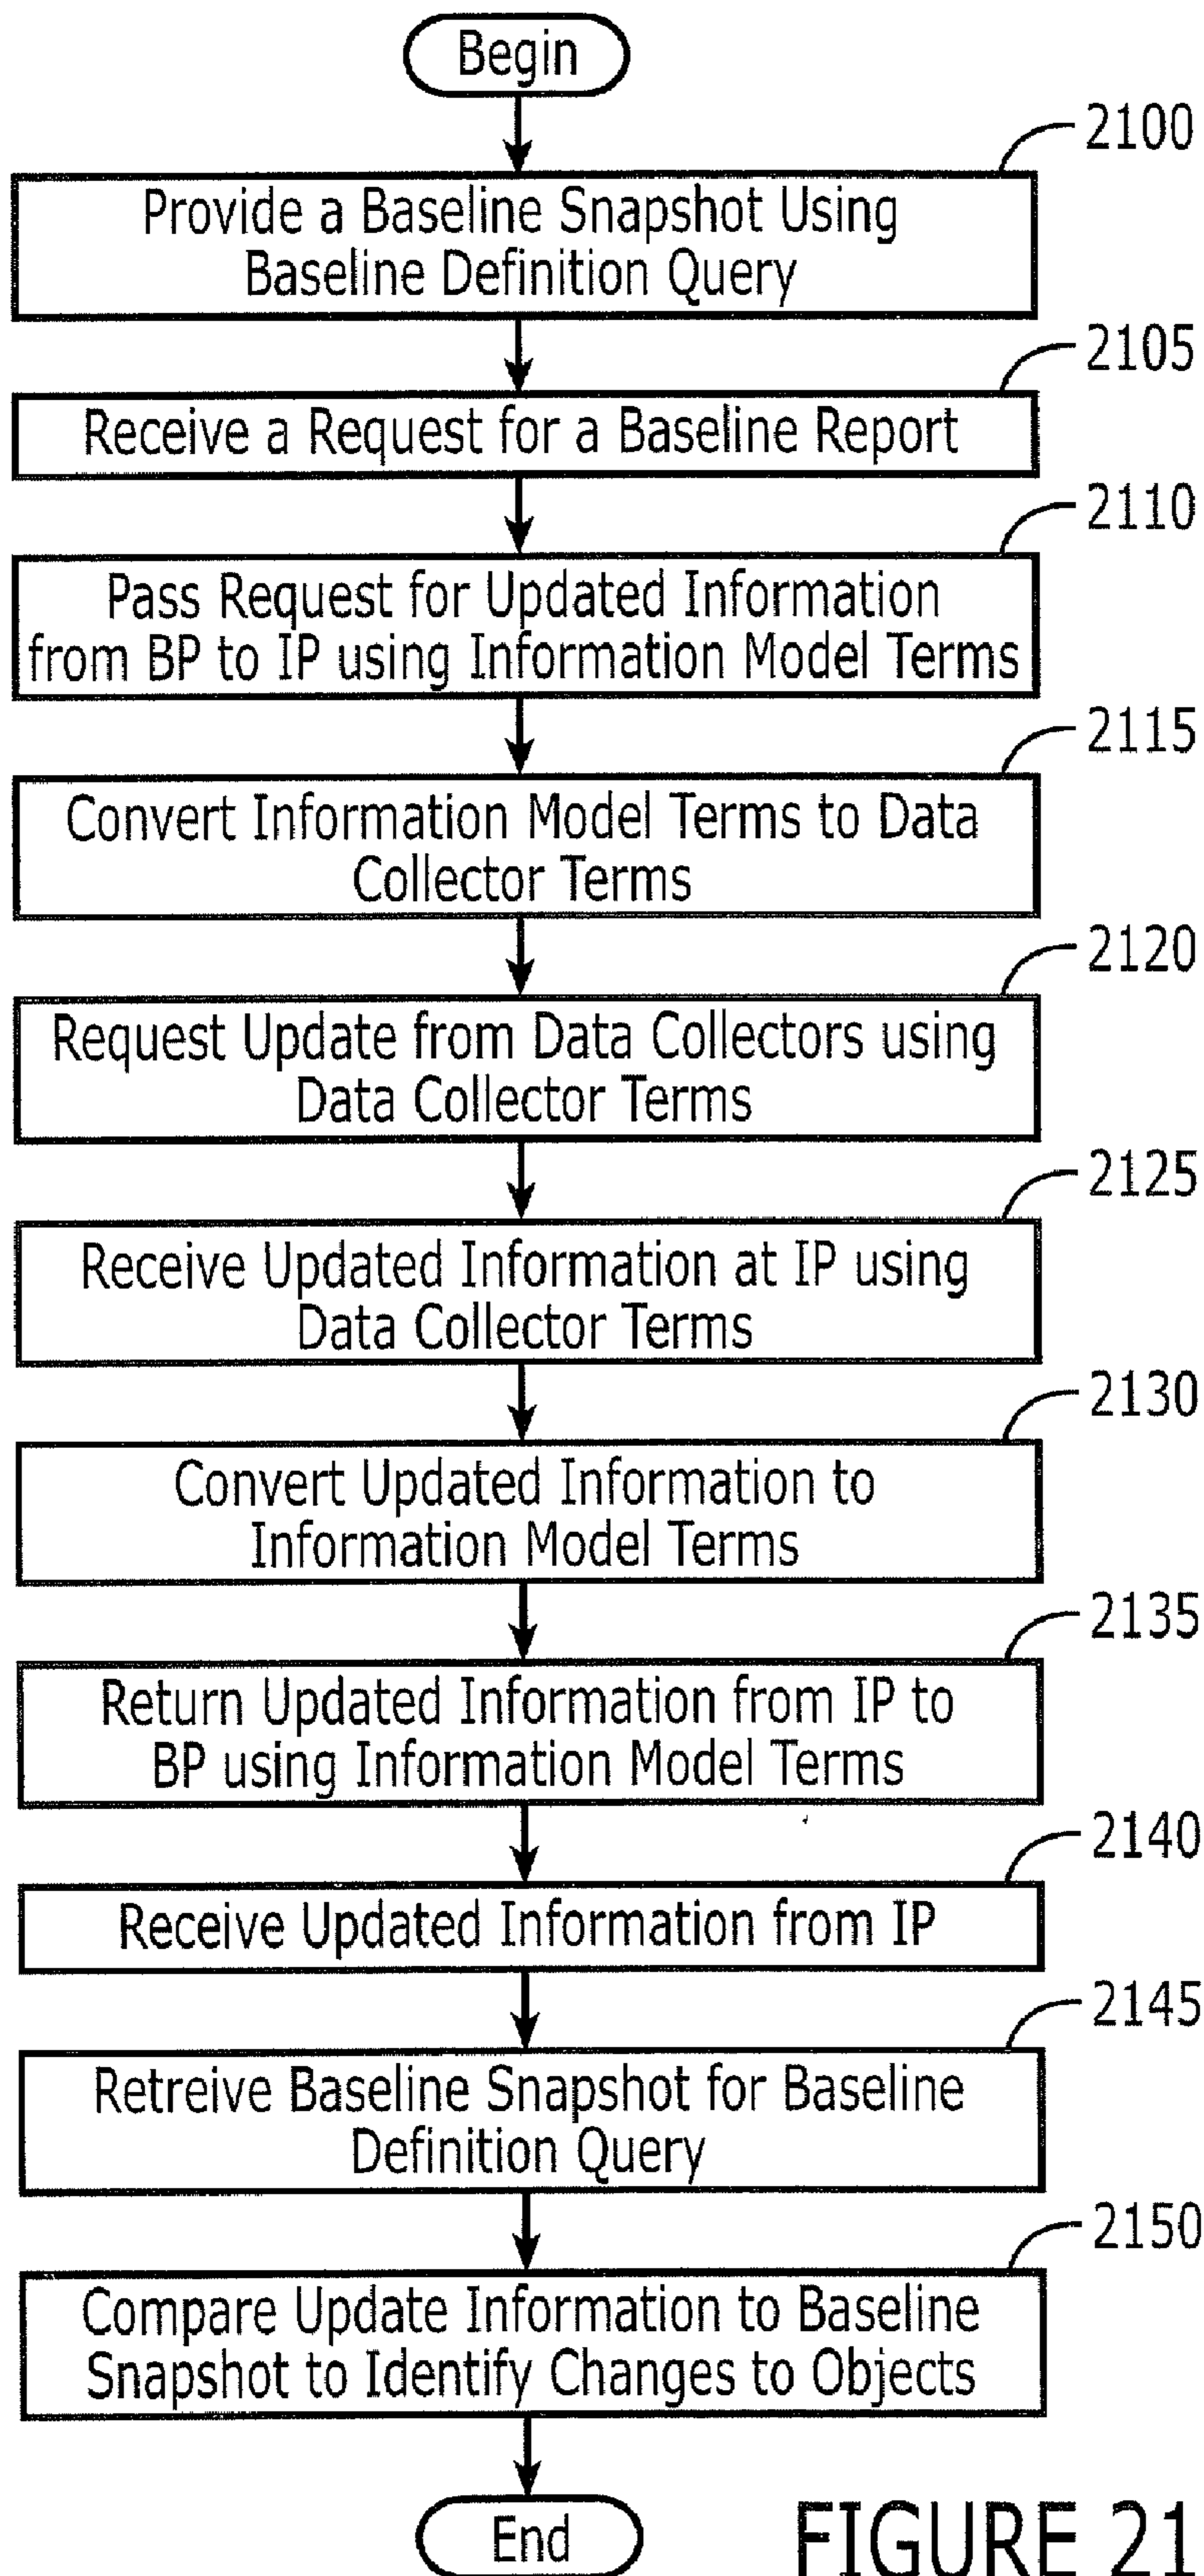 Begin
2100
Provide a Baseline Snapshot Using
Baseline Definition Query
2105
Receive a Request for a Baseline Report
2110
Pass Request for Updated Information
from BP to IP using Information Model Terms
2115
Convert Information Model Terms to Data
Collector Terms
2120
Request Update from Data Collectors using
Data Collector Terms
2125
Receive Updated Information at IP using
Data Collector Terms
2130
Convert Updated Information to
Information Model Terms
2135
Return Updated Information from IP to
BP using Information Model Terms
2140
Receive Updated Information from IP
2145
Retreive Baseline Snapshot for Baseline
Definition Query
2150
Compare Update Information to Baseline
Snapshot to Identify Changes to Objects
End
FIGURE 21